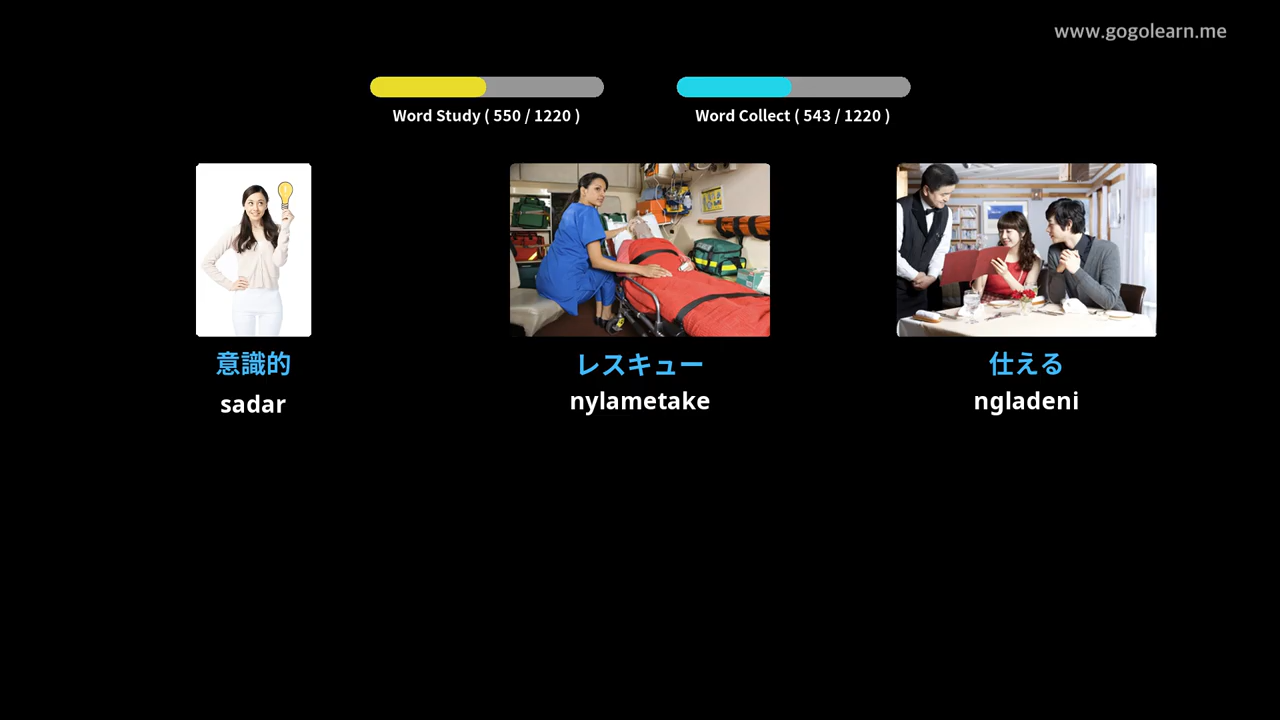 www.gogolearn.me
Word Study ( 550 / 1220 )
Word Collect ( 543 / 1220 )
意識的
レスキュー
仕える
sadar
nylametake
ngladeni